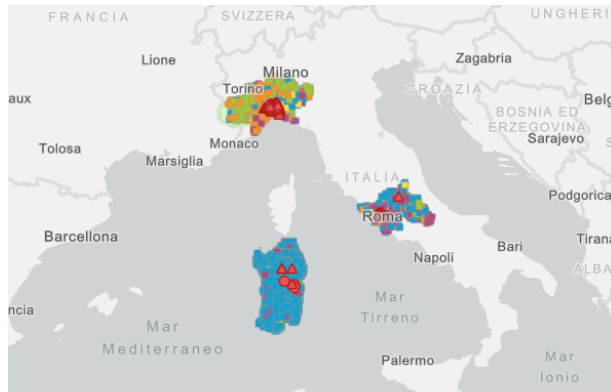 FRANCIA
SVIZZERA
UNGHERI
Lione
Milano
Zagabria
Torino
CROAZIA
aux
Belg
BOSNIA ED
ERZEGOVINA
Monaco
Tolosa
Marsiglia
Sarajevo
S
ITALIA
Podgorica
Roma
Barcellona
Tirana
Bari
Napoli
ALBA
ncia
Mar
Tirreno
Mar
Mediterraneo
Palermo
Mar
Ionio